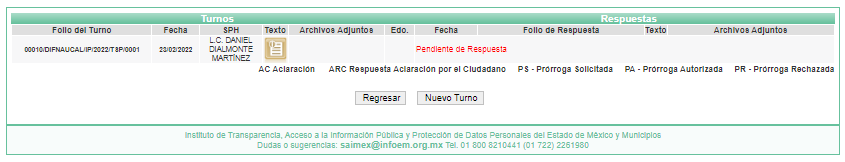 Turnos Respuestas
Folio del Turno Fecha SPH Texto Archivos Adjuntos Edo. Fecha Folio de Respuesta Texto Archivos Adjuntos
00010/DIFNAUCAL/IP/2022/TSP/0001 23/02/2022 L.C. DANIEL DIALMONTE MARTÍNEZ Pendiente de Respuesta
AC Aclaración ARC Respuesta Aclaración por el Ciudadano PS - Prórroga Solicitada PA - Prórroga Autorizada PR - Prórroga Rechazada
Regresar Nuevo Turno
Instituto de Transparencia, Acceso a la Información Pública y Protección de Datos Personales del Estado de México y Municipios
Dudas o sugerencias: saimex@infoem.org.mx Tel. 01 800 8210441 (01 722) 2261980